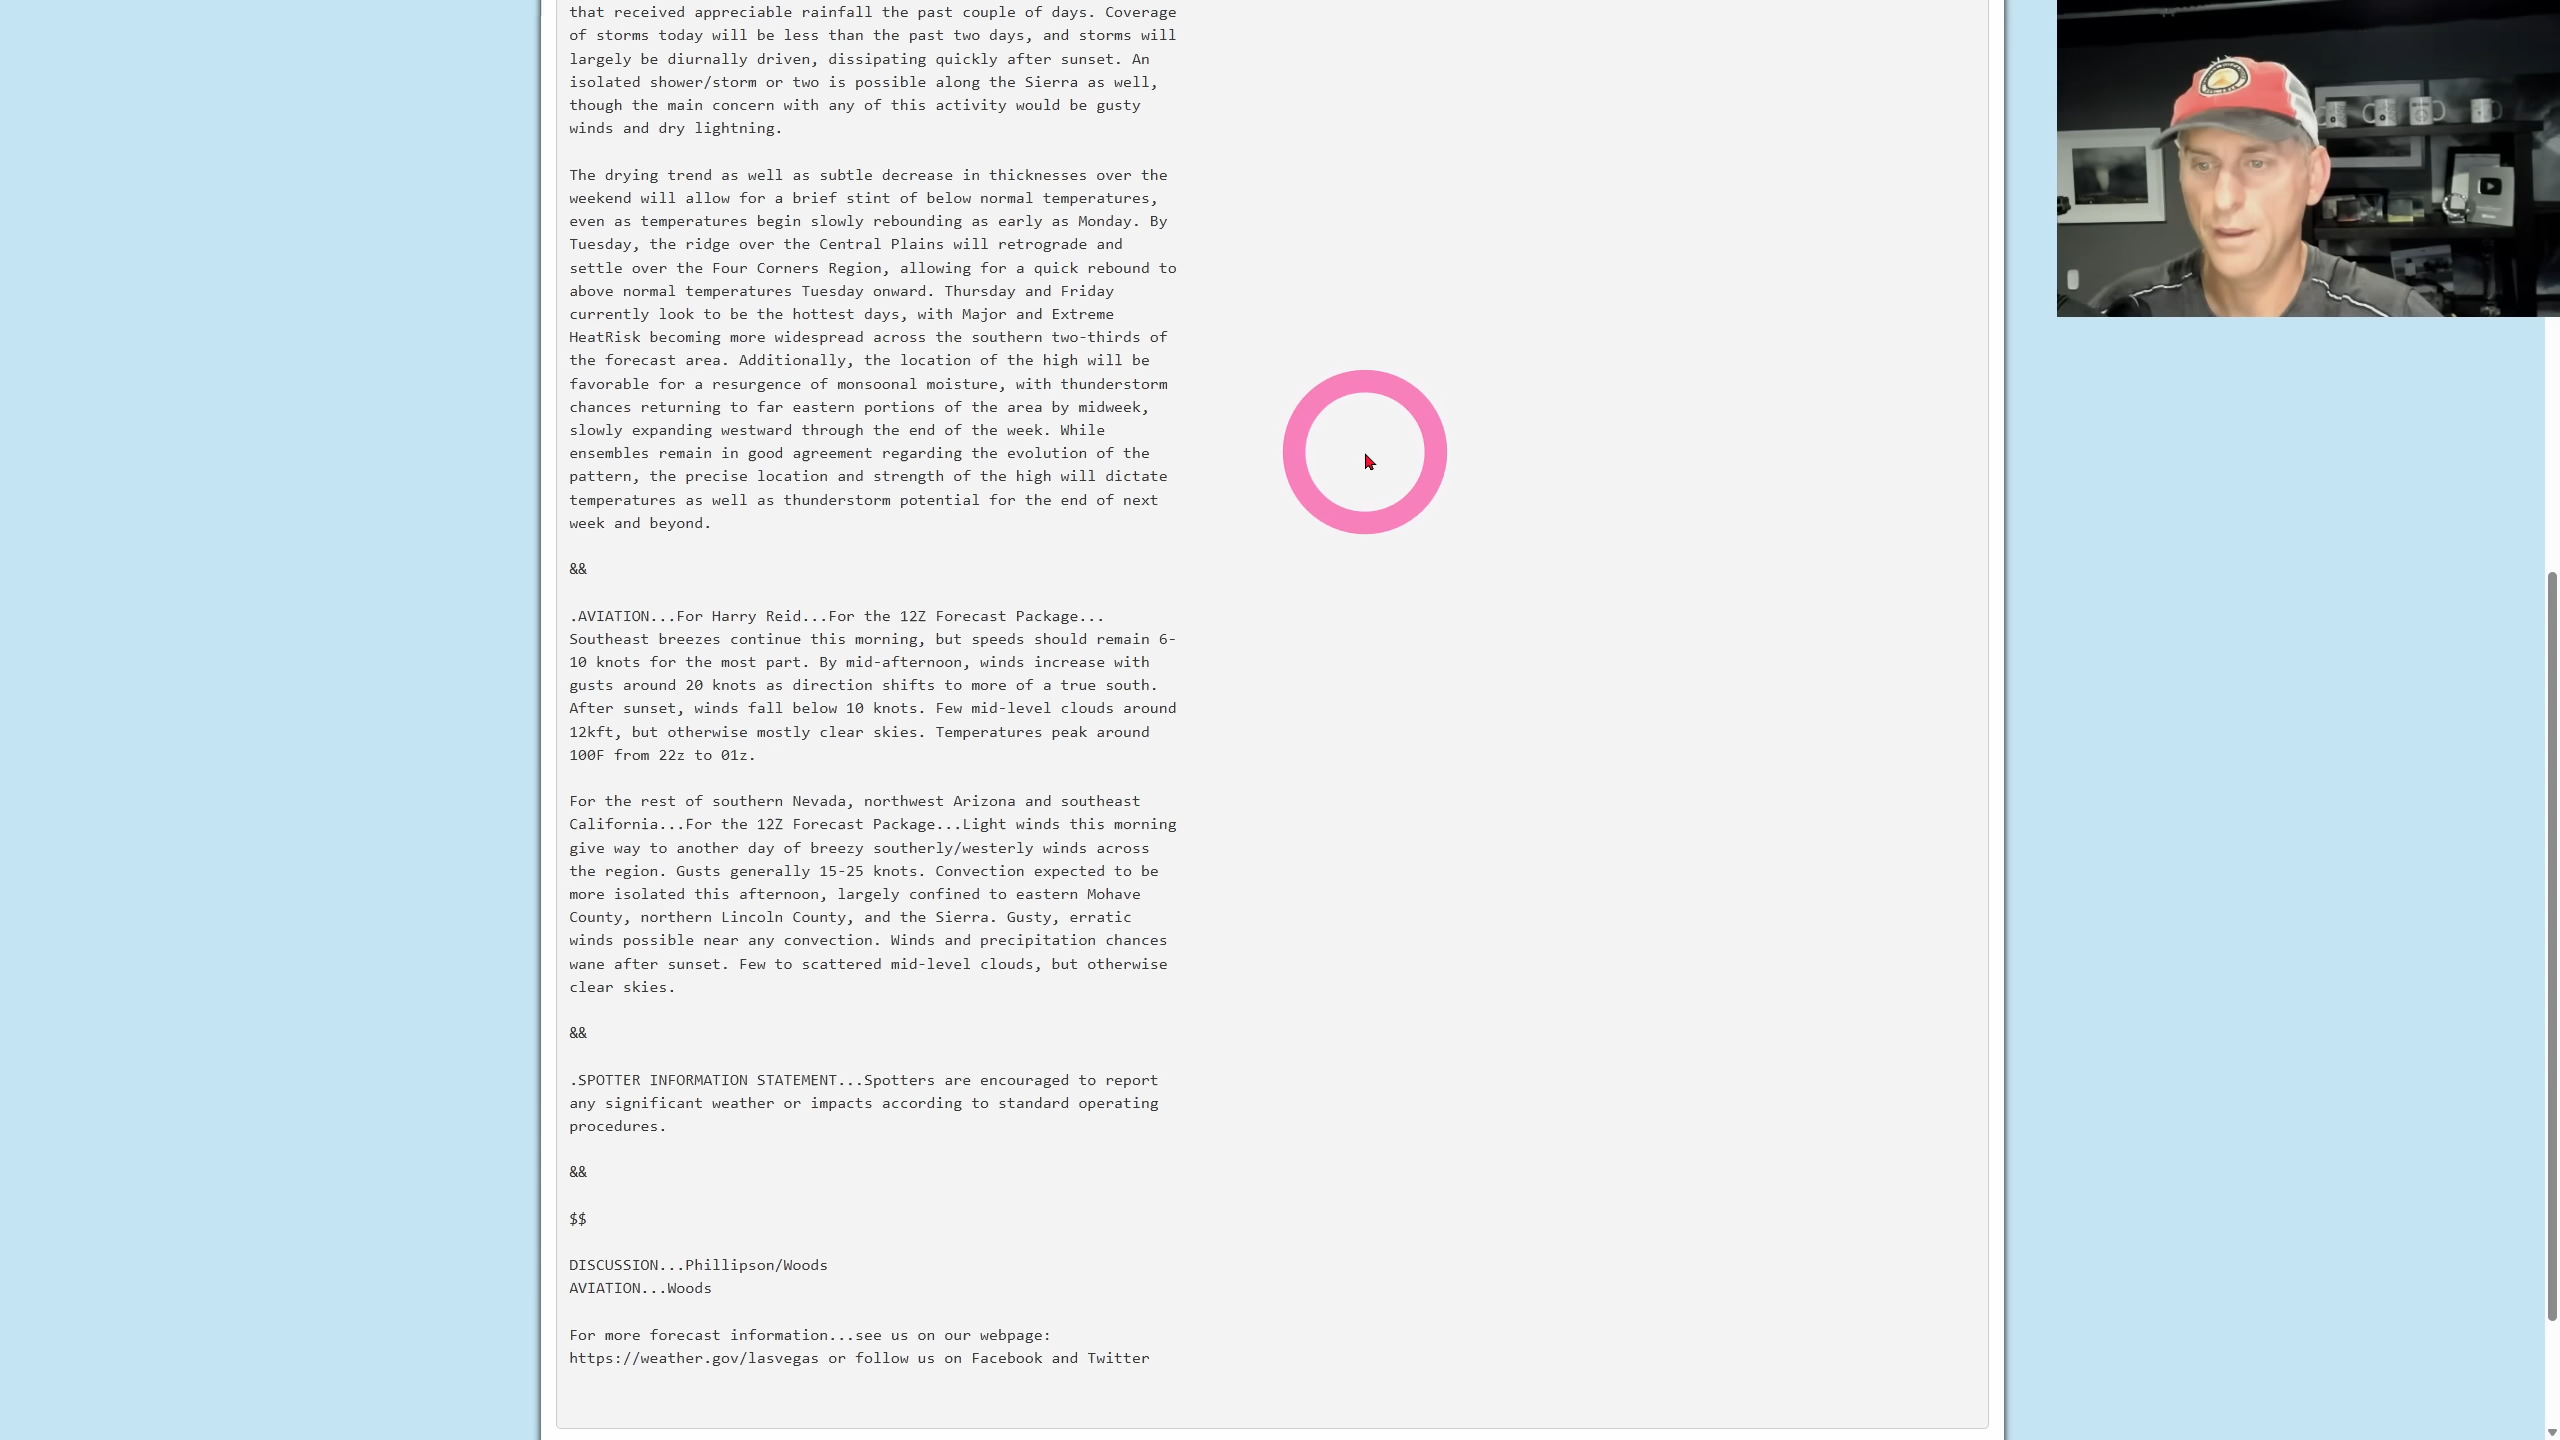 that received appreciable rainfall the past couple of days. Coverage
of storms today will be less than the past two days, and storms will
largely be diurnally driven, dissipating quickly after sunset. An
isolated shower/storm or two is possible along the Sierra as well,
though the main concern with any of this activity would be gusty
winds and dry lightning.
The drying trend as well as subtle decrease in thicknesses over the
weekend will allow for a brief stint of below normal temperatures,
even as temperatures begin slowly rebounding as early as Monday. By
Tuesday, the ridge over the Central Plains will retrograde and
settle over the Four Corners Region, allowing for a quick rebound to
above normal temperatures Tuesday onward. Thursday and Friday
currently look to be the hottest days, with Major and Extreme
HeatRisk becoming more widespread across the southern two-thirds of
the forecast area. Additionally, the location of the high will be
favorable for a resurgence of monsoonal moisture, with thunderstorm
chances returning to far eastern portions of the area by midweek,
slowly expanding westward through the end of the week. While
ensembles remain in good agreement regarding the evolution of the
pattern, the precise location and strength of the high will dictate
temperatures as well as thunderstorm potential for the end of next
week and beyond.
&&
.AVIATION...For Harry Reid...For the 12Z Forecast Package...
Southeast breezes continue this morning, but speeds should remain 6-
10 knots for the most part. By mid-afternoon, winds increase with
gusts around 20 knots as direction shifts to more of a true south.
After sunset, winds fall below 10 knots. Few mid-level clouds around
12kft, but otherwise mostly clear skies. Temperatures peak around
100F from 22z to 01z.
For the rest of southern Nevada, northwest Arizona and southeast
California...For the 12Z Forecast Package...Light winds this morning
give way to another day of breezy southerly/westerly winds across
the region. Gusts generally 15-25 knots. Convection expected to be
more isolated this afternoon, largely confined to eastern Mohave
County, northern Lincoln County, and the Sierra. Gusty, erratic
winds possible near any convection. Winds and precipitation chances
wane after sunset. Few to scattered mid-level clouds, but otherwise
clear skies.
&&
.SPOTTER INFORMATION STATEMENT...Spotters are encouraged to report
any significant weather or impacts according to standard operating
procedures.
&&
$$
DISCUSSION...Phillipson/Woods
AVIATION...Woods
For more forecast information...see us on our webpage:
https://weather.gov/lasvegas or follow us on Facebook and Twitter